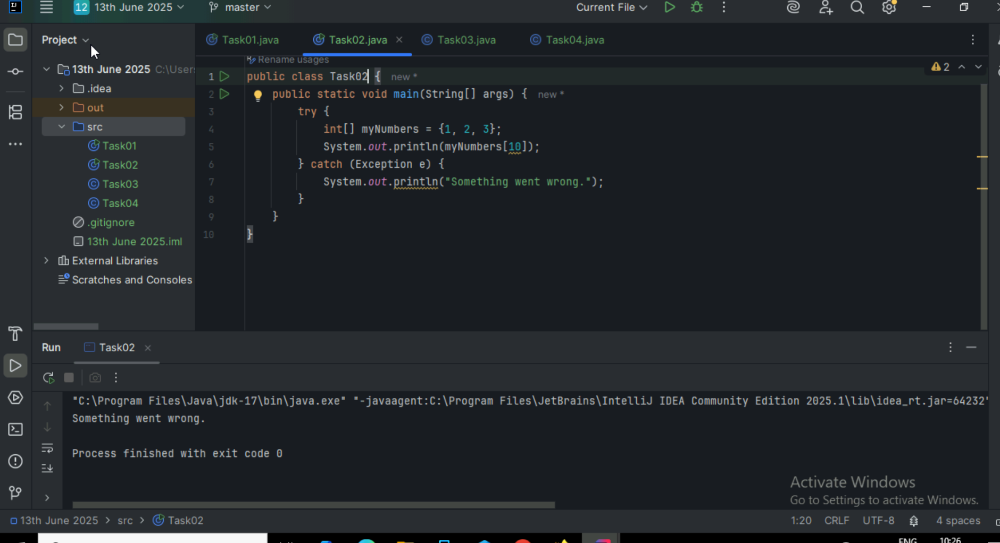 IJ
12 13th June 2025 master Current File
Project
Task01.java Task02.java Task03.java Task04.java
13th June 2025 C:\User
.idea
out
src
Task01
Task02
Task03
Task04
.gitignore
13th June 2025.iml
External Libraries
Scratches and Consoles
Rename usages
2
1 public class Task02 { new *
2 public static void main(String[] args) { new *
3 try {
4 int[] myNumbers = {1, 2, 3};
5 System.out.println(myNumbers[10]);
6 } catch (Exception e) {
7 System.out.println("Something went wrong.");
8 }
9 }
10 }
Run Task02
"C:\Program Files\Java\jdk-17\bin\java.exe" "-javaagent:C:\Program Files\JetBrains\IntelliJ IDEA Community Edition 2025.1\lib\idea_rt.jar=64232
Something went wrong.
Process finished with exit code 0
Activate Windows
Go to Settings to activate Windows.
13th June 2025 > src > Task02 1:20 CRLF UTF-8 4 spaces
ENG 10:26